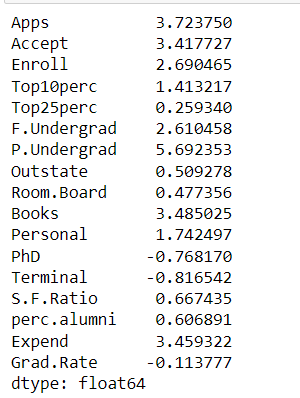 Apps 3.723750
Accept 3.417727
Enroll 2.690465
Top10perc 1.413217
Top25perc 0.259340
F.Undergrad 2.610458
P.Undergrad 5.692353
Outstate 0.509278
Room.Board 0.477356
Books 3.485025
Personal 1.742497
PhD -0.768170
Terminal -0.816542
S.F.Ratio 0.667435
perc.alumni 0.606891
Expend 3.459322
Grad.Rate -0.113777
dtype: float64